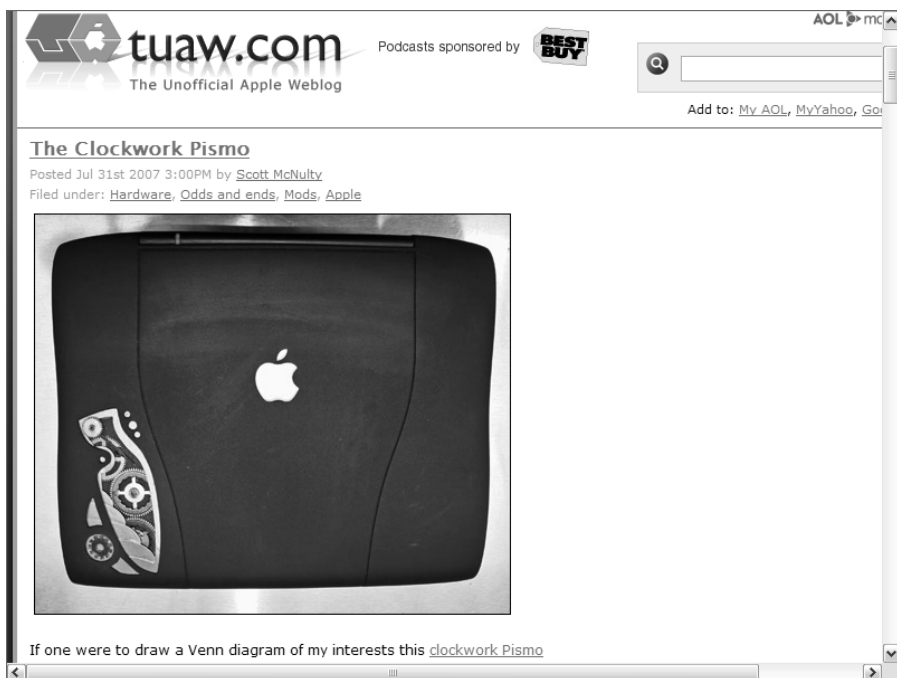 AOL
tuaw.com
The Unofficial Apple Weblog
Podcasts sponsored by
BEST BUY
Add to: My AOL, MyYahoo,
The Clockwork Pismo
Posted Jul 31st 2007 3:00PM by Scott McNulty
Filed under: Hardware, Odds and ends, Mods, Apple
If one were to draw a Venn diagram of my interests this clockwork Pismo